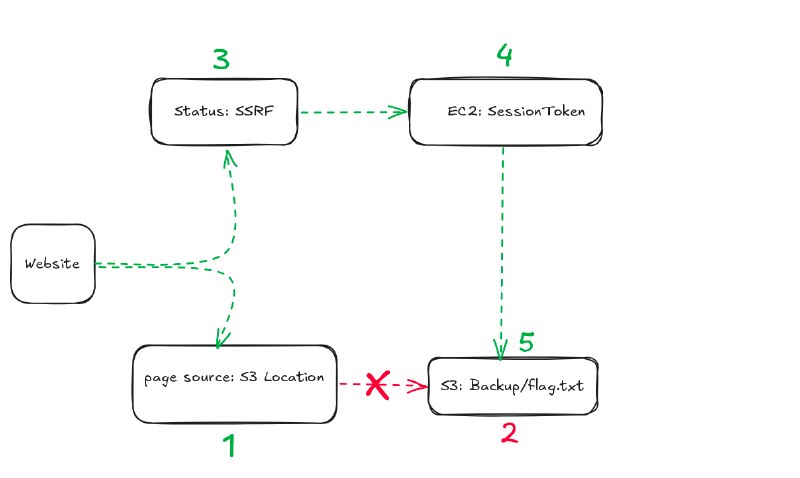 3
4
Status: SSRF
EC2: SessionToken
Website
5
page source: S3 Location
S3: Backup/flag.txt
1
2